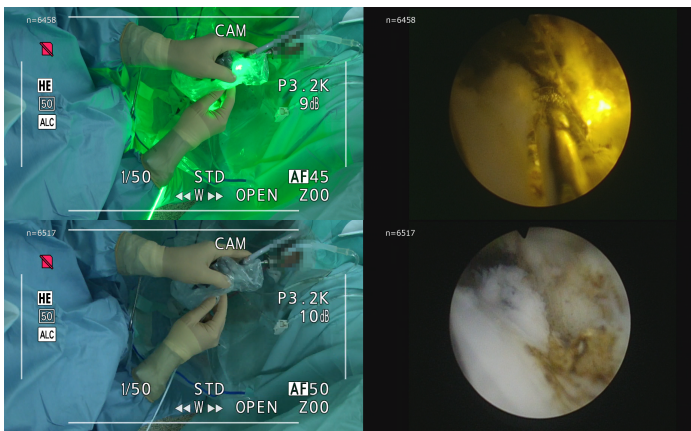 n=6458
CAM
HE
50
ALC
P3.2K
9dB
1/50 STD AF45
◀◀W▶▶ OPEN Z00
n=6458
n=6517
CAM
HE
50
ALC
P3.2K
10dB
1/50 STD AF50
◀◀W▶▶ OPEN Z00
n=6517